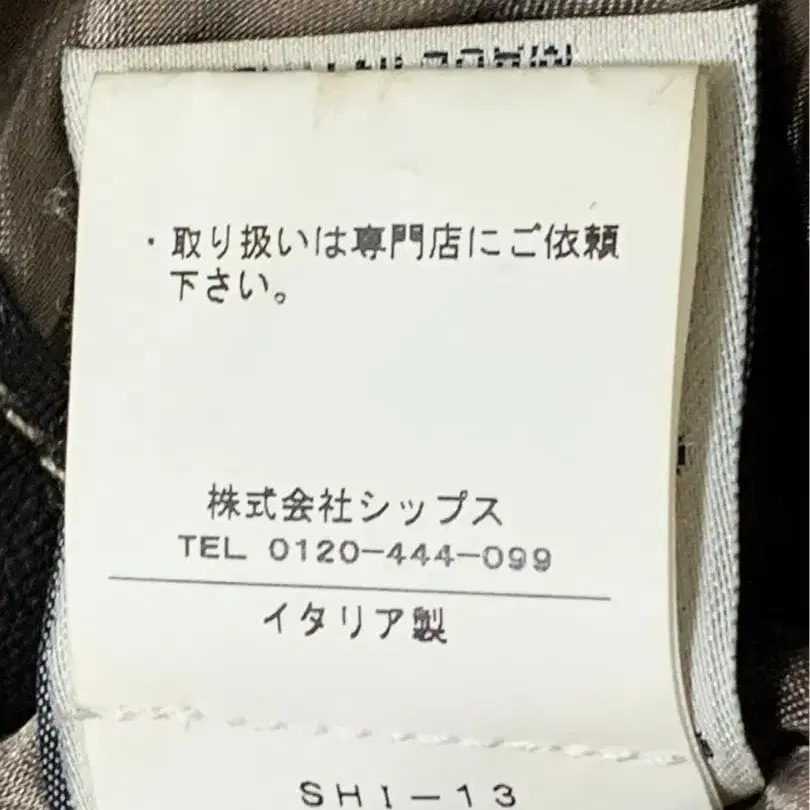 ・取り扱いは専門店にご依頼
下さい。
株式会社シップス
TEL 0120-444-099
イタリア製
SHI-13